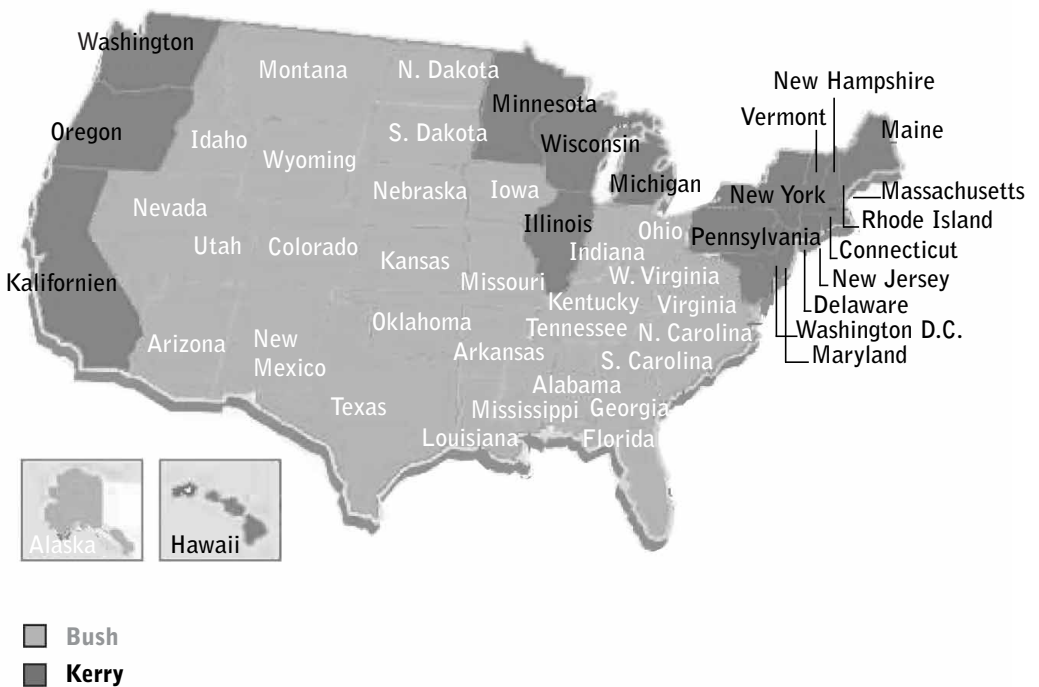 Washington
Montana
N. Dakota
New Hampshire
Minnesota
Vermont
Oregon
Idaho
S. Dakota
Wisconsin
Maine
Wyoming
Nebraska
Iowa
Michigan
New York
Massachusetts
Nevada
Illinois
Ohio
Rhode Island
Utah
Colorado
Kansas
Indiana
Pennsylvania
Connecticut
Kalifornien
Missouri
W. Virginia
New Jersey
Kentucky
Virginia
Delaware
Oklahoma
Tennessee
N. Carolina
Washington D.C.
Arizona
New
Mexico
Arkansas
S. Carolina
Maryland
Texas
Alabama
Mississippi
Georgia
Louisiana
Florida
Alaska
Hawaii
Bush
Kerry